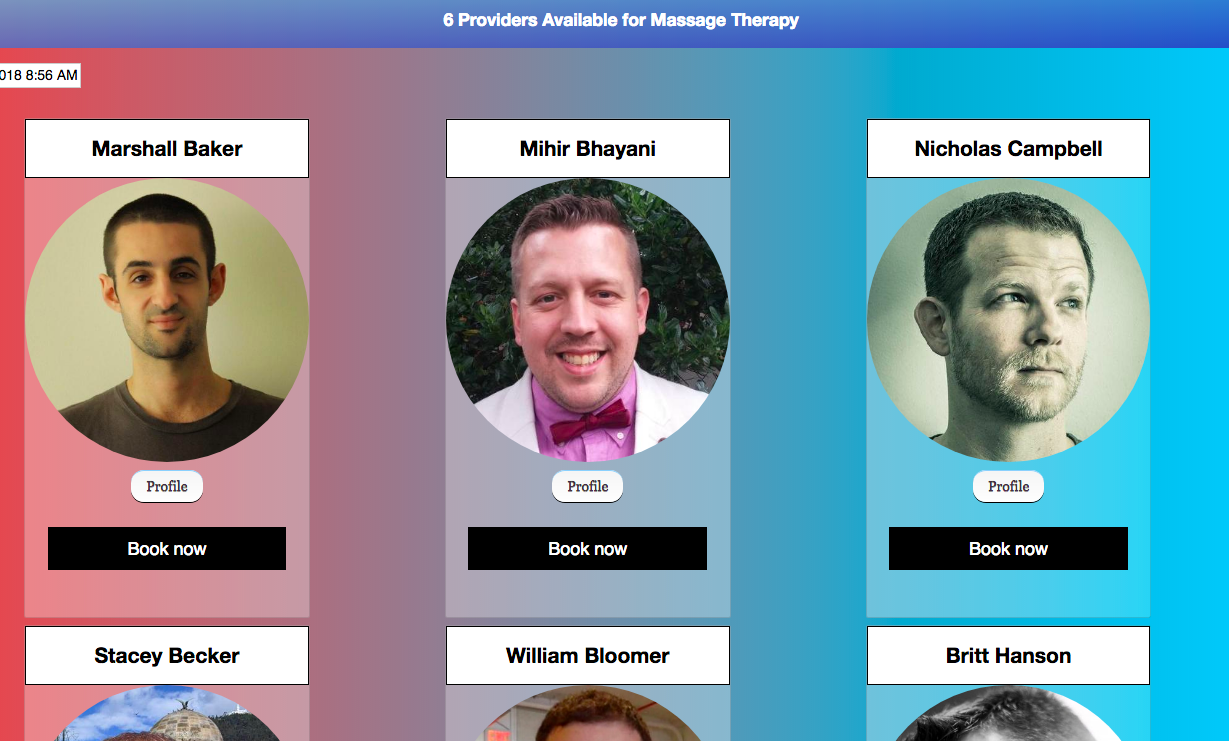 6 Providers Available for Massage Therapy
018 8:56 AM
Marshall Baker
Mihir Bhayani
Nicholas Campbell
Profile
Profile
Profile
Book now
Book now
Book now
Stacey Becker
William Bloomer
Britt Hanson